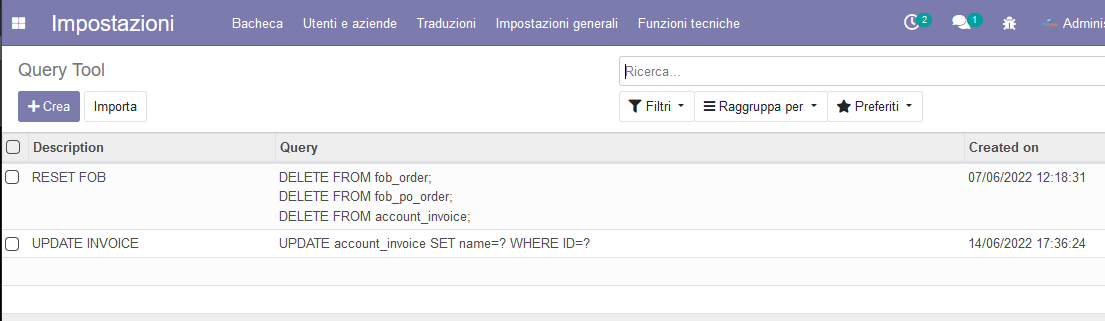 Impostazioni Bacheca Utenti e aziende Traduzioni Impostazioni generali Funzioni tecniche 2 1 Adminis
Query Tool Ricerca...
Crea Importa Filtri Raggruppa per Preferiti
Description Query Created on
RESET FOB DELETE FROM fob_order; 07/06/2022 12:18:31
DELETE FROM fob_po_order;
DELETE FROM account_invoice;
UPDATE INVOICE UPDATE account_invoice SET name=? WHERE ID=? 14/06/2022 17:36:24